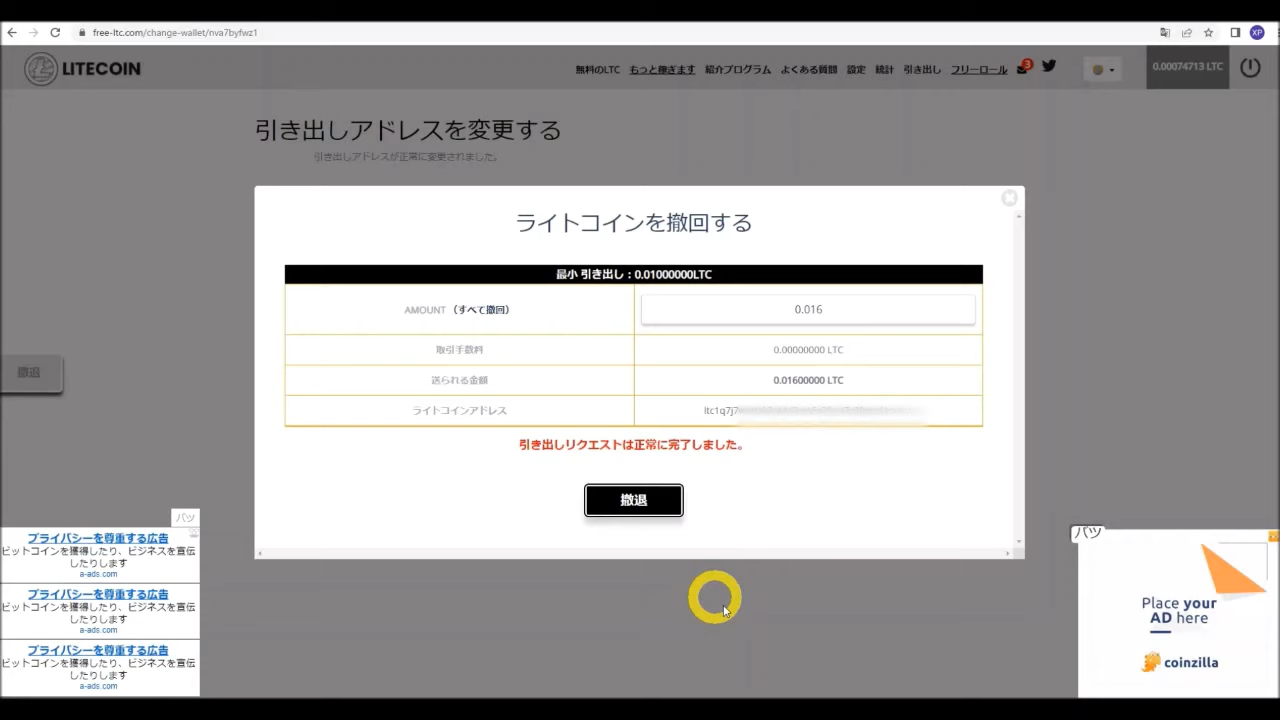 free-ltc.com/change-wallet/nva7byfwz1
XP
LITECOIN
無料のLTC もっと稼ぎます 紹介プログラム よくある質問 設定 統計 引き出し フリーロール 3
0.00074713 LTC
引き出しアドレスを変更する
引き出しアドレスが正常に変更されました。
ライトコインを撤回する
最小 引き出し：0.01000000LTC
AMOUNT （すべて撤回） 0.016
取引手数料 0.00000000 LTC
送られる金額 0.01600000 LTC
ライトコインアドレス ltc1q7j7
引き出しリクエストは正常に完了しました。
撤退
撤退
バツ
プライバシーを尊重する広告
ビットコインを獲得したり、ビジネスを宣伝
したりします
a-ads.com
プライバシーを尊重する広告
ビットコインを獲得したり、ビジネスを宣伝
したりします
a-ads.com
プライバシーを尊重する広告
ビットコインを獲得したり、ビジネスを宣伝
したりします
a-ads.com
バツ
Place your
AD here
coinzilla